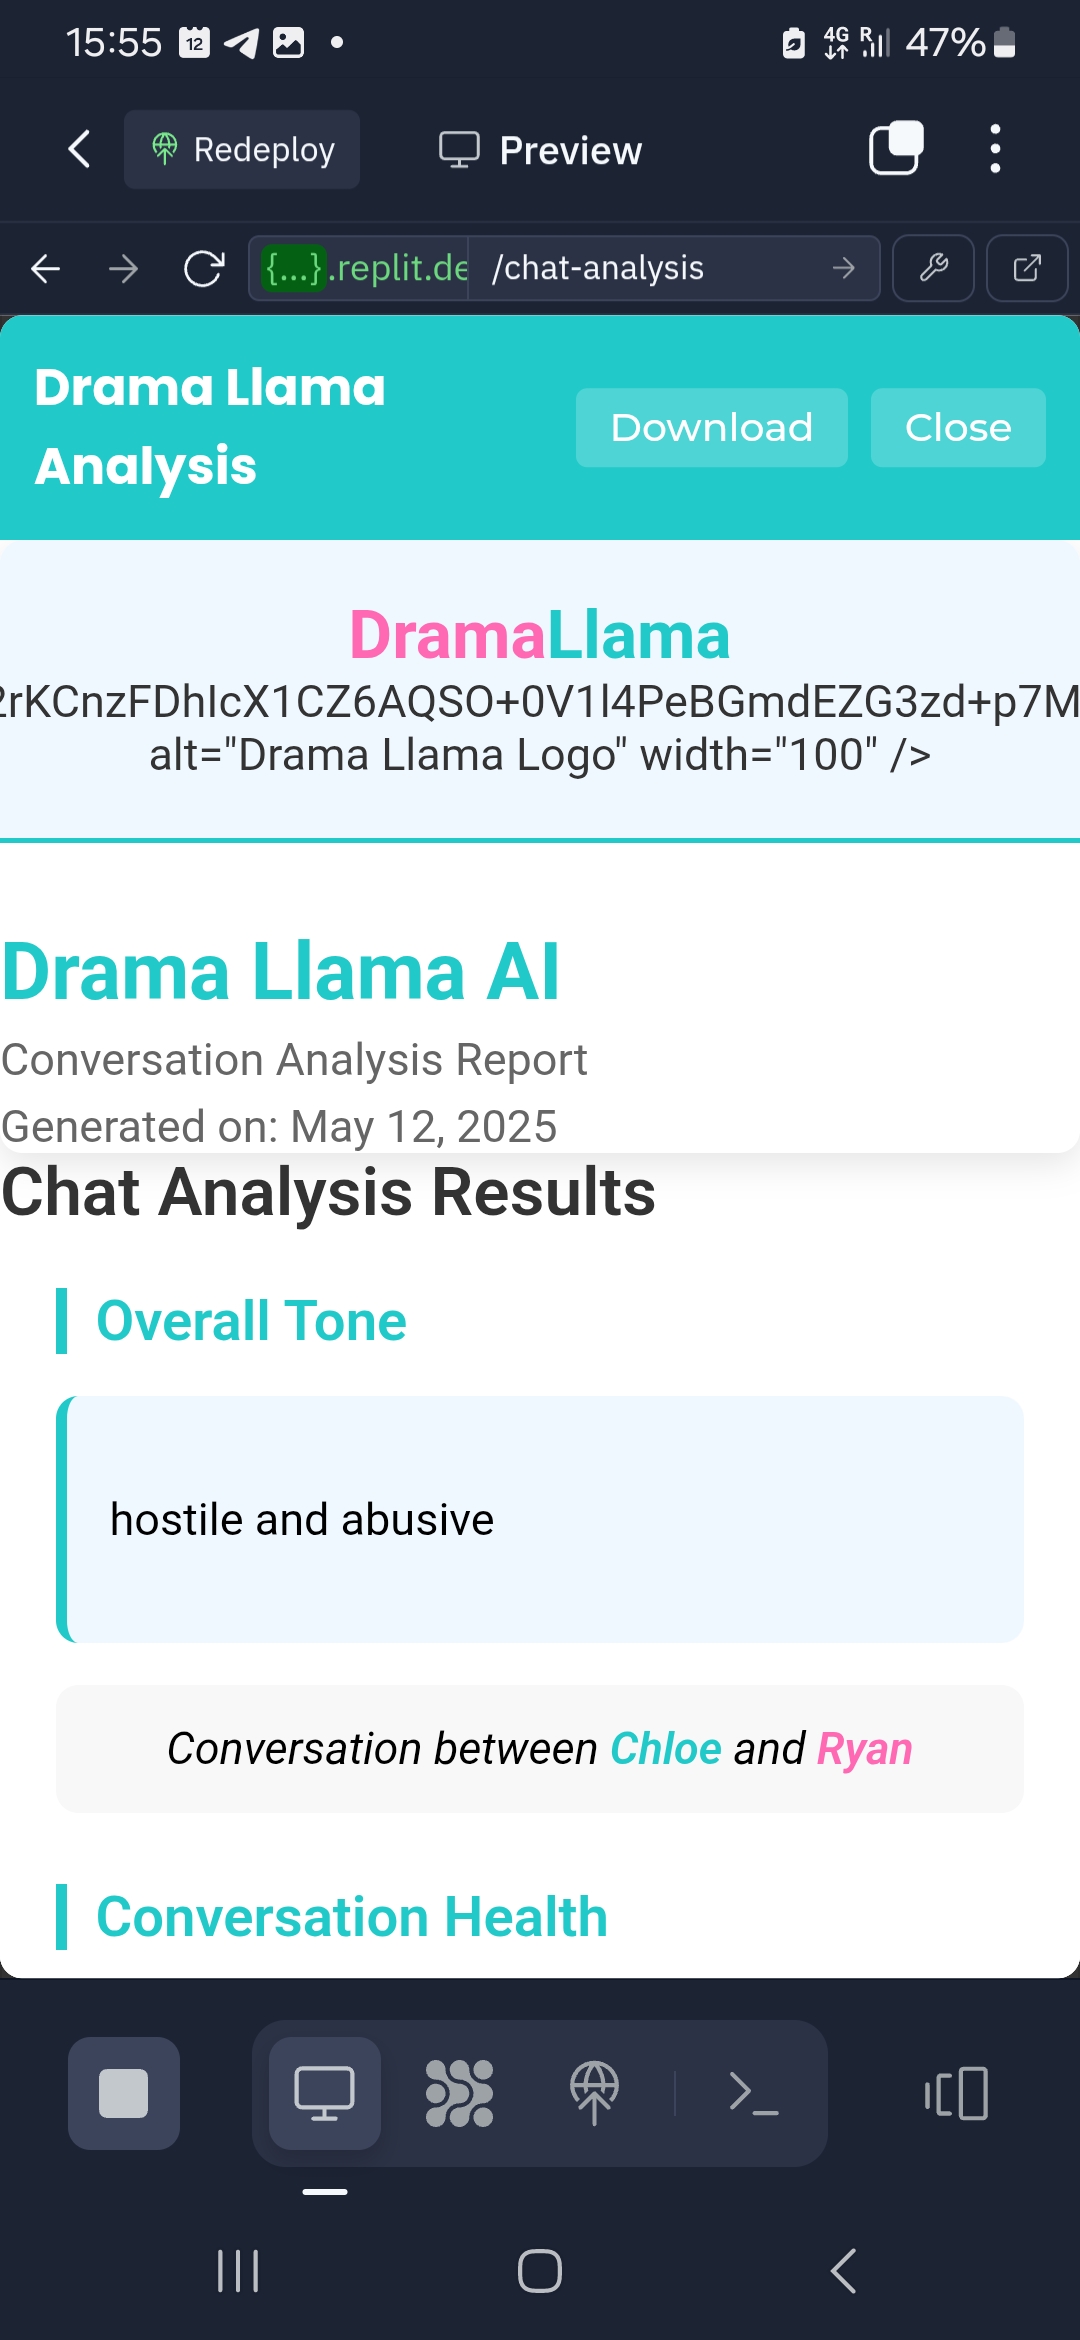 15:55 12 4G R 47%
Redeploy Preview
{...}.replit.de /chat-analysis
Drama Llama
Analysis
Download Close
DramaLlama
2rKCnzFDhIcX1CZ6AQSO+0V1l4PeBGmdEZG3zd+p7M
alt="Drama Llama Logo" width="100" />
Drama Llama AI
Conversation Analysis Report
Generated on: May 12, 2025
Chat Analysis Results
Overall Tone
hostile and abusive
Conversation between Chloe and Ryan
Conversation Health